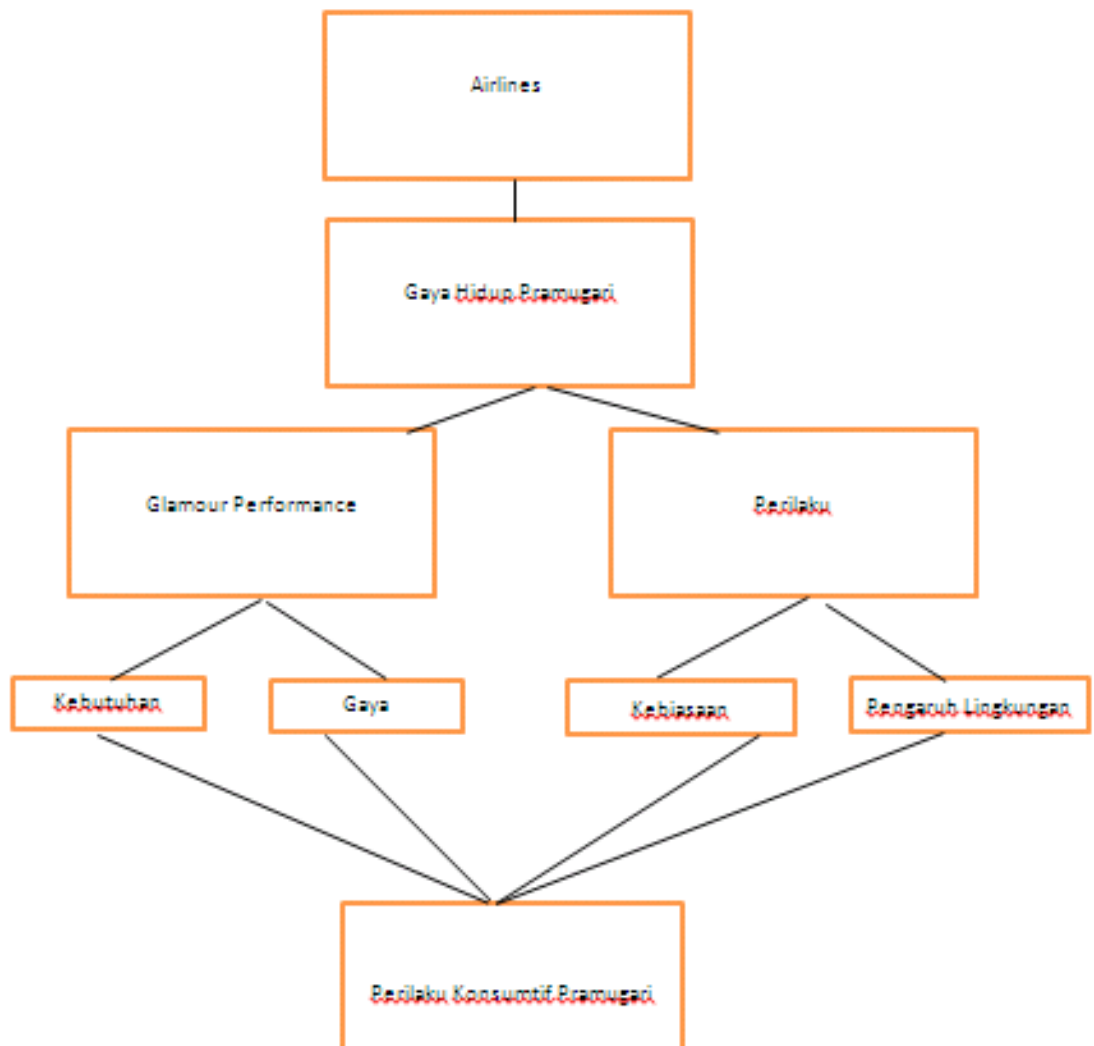 Airlines
Gaya Hidup Pramugari
Glamour Performance
Perilaku
Kebutuhan
Gaya
Kebiasaan
Pengaruh Lingkungan
Perilaku Konsumtif Pramugari